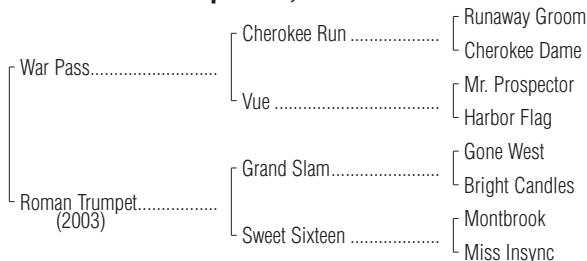 Runaway Groom
Cherokee Run ....................
Cherokee Dame
War Pass.............................
Mr. Prospector
Vue .....................................
Harbor Flag
Gone West
Grand Slam........................
Bright Candles
Roman Trumpet..................
(2003)
Montbrook
Sweet Sixteen ....................
Miss Insync